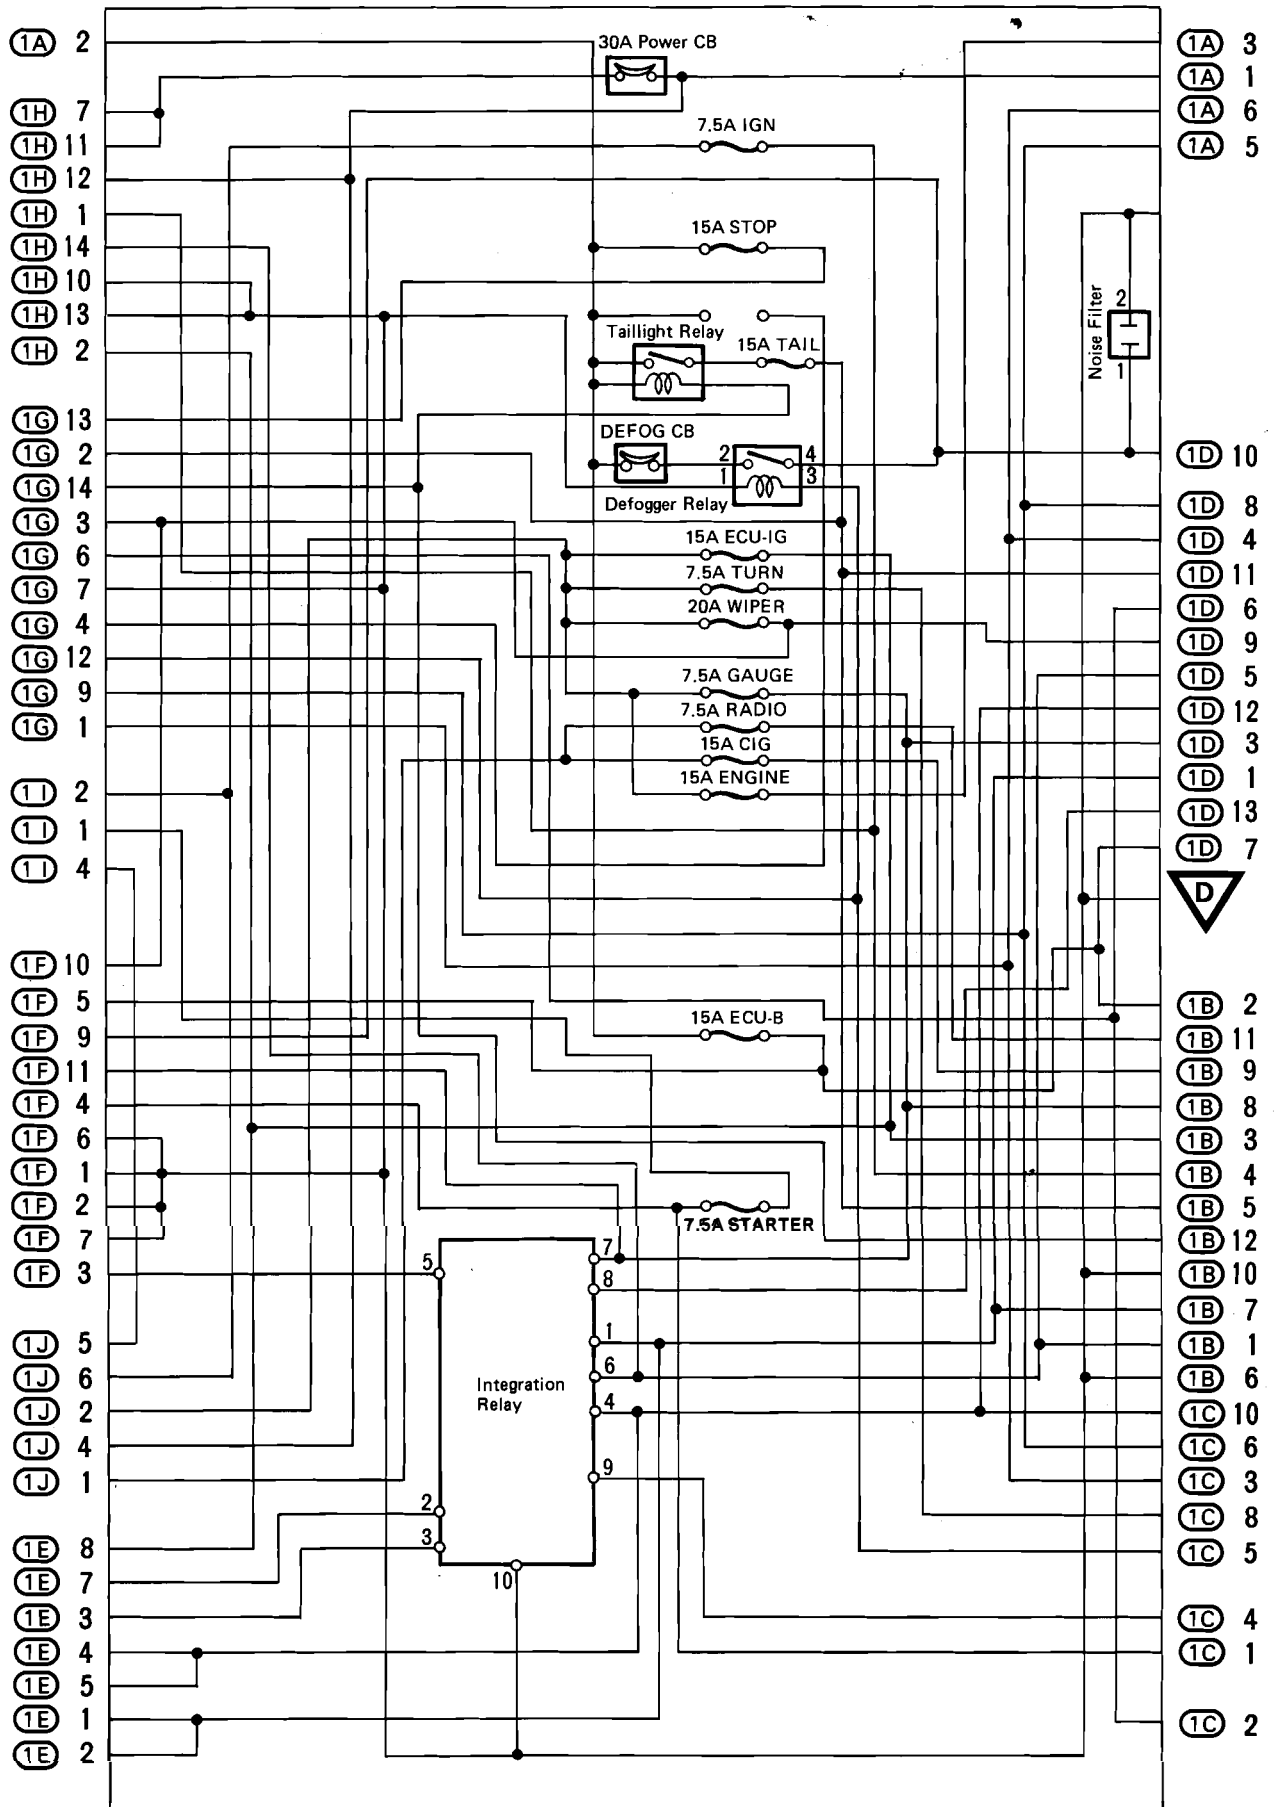 1A 2
1H 7
1H 11
1H 12
1H 1
1H 14
1H 10
1H 13
1H 2
1G 13
1G 2
1G 14
1G 3
1G 6
1G 7
1G 4
1G 12
1G 9
1G 1
1I 2
1I 1
1I 4
1F 10
1F 5
1F 9
1F 11
1F 4
1F 6
1F 1
1F 2
1F 7
1F 3
1J 5
1J 6
1J 2
1J 4
1J 1
1E 8
1E 7
1E 3
1E 4
1E 5
1E 1
1E 2
30A Power CB
7.5A IGN
15A STOP
Taillight Relay
15A TAIL
DEFOG CB
2 4
1 3
Defogger Relay
15A ECU-IG
7.5A TURN
20A WIPER
7.5A GAUGE
7.5A RADIO
15A CIG
15A ENGINE
15A ECU-B
7.5A STARTER
5
7
8
1
6
4
9
2
3
10
Integration
Relay
Noise Filter
2
1
1A 3
1A 1
1A 6
1A 5
1D 10
1D 8
1D 4
1D 11
1D 6
1D 9
1D 5
1D 12
1D 3
1D 1
1D 13
1D 7
D
1B 2
1B 11
1B 9
1B 8
1B 3
1B 4
1B 5
1B 12
1B 10
1B 7
1B 1
1B 6
1C 10
1C 6
1C 3
1C 8
1C 5
1C 4
1C 1
1C 2